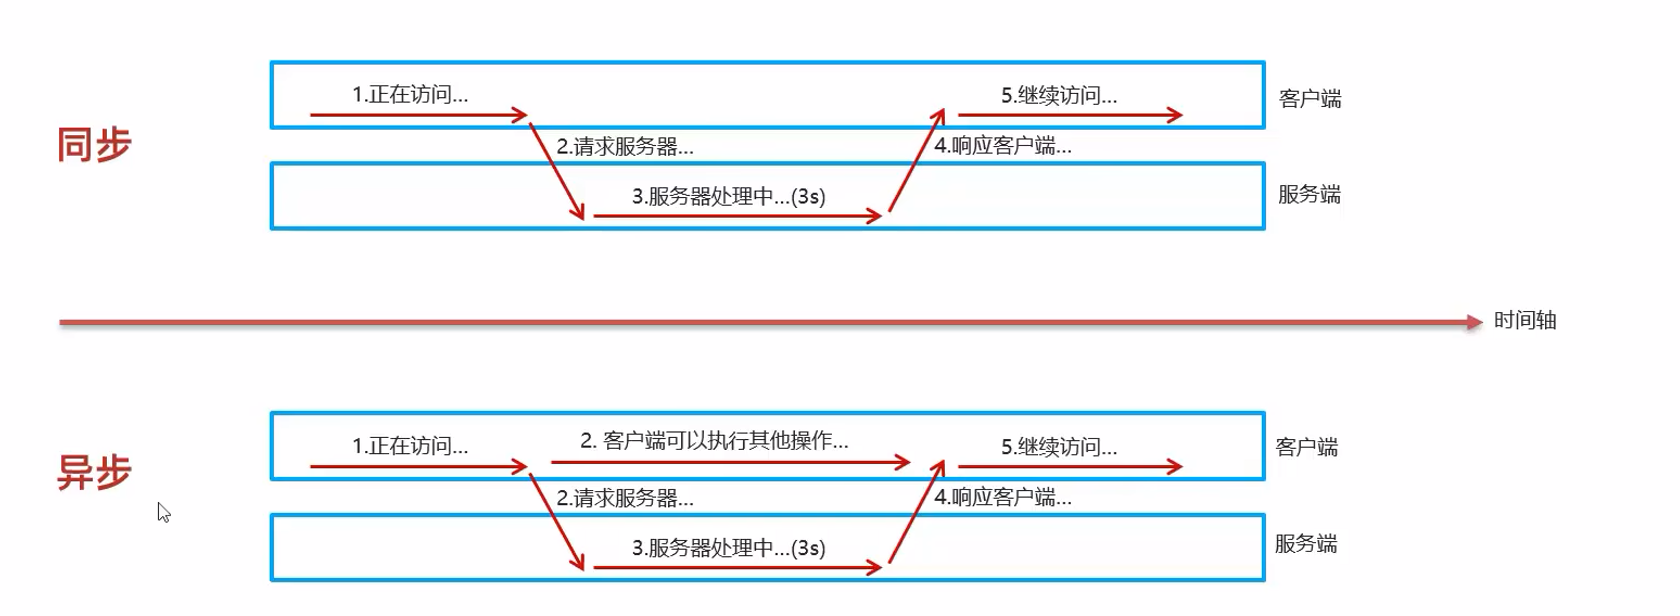 1.正在访问...
5.继续访问...
客户端
同步
2.请求服务器...
4.响应客户端...
3.服务器处理中...(3s)
服务端
时间轴
1.正在访问...
2. 客户端可以执行其他操作...
5.继续访问...
客户端
异步
2.请求服务器...
4.响应客户端...
3.服务器处理中...(3s)
服务端